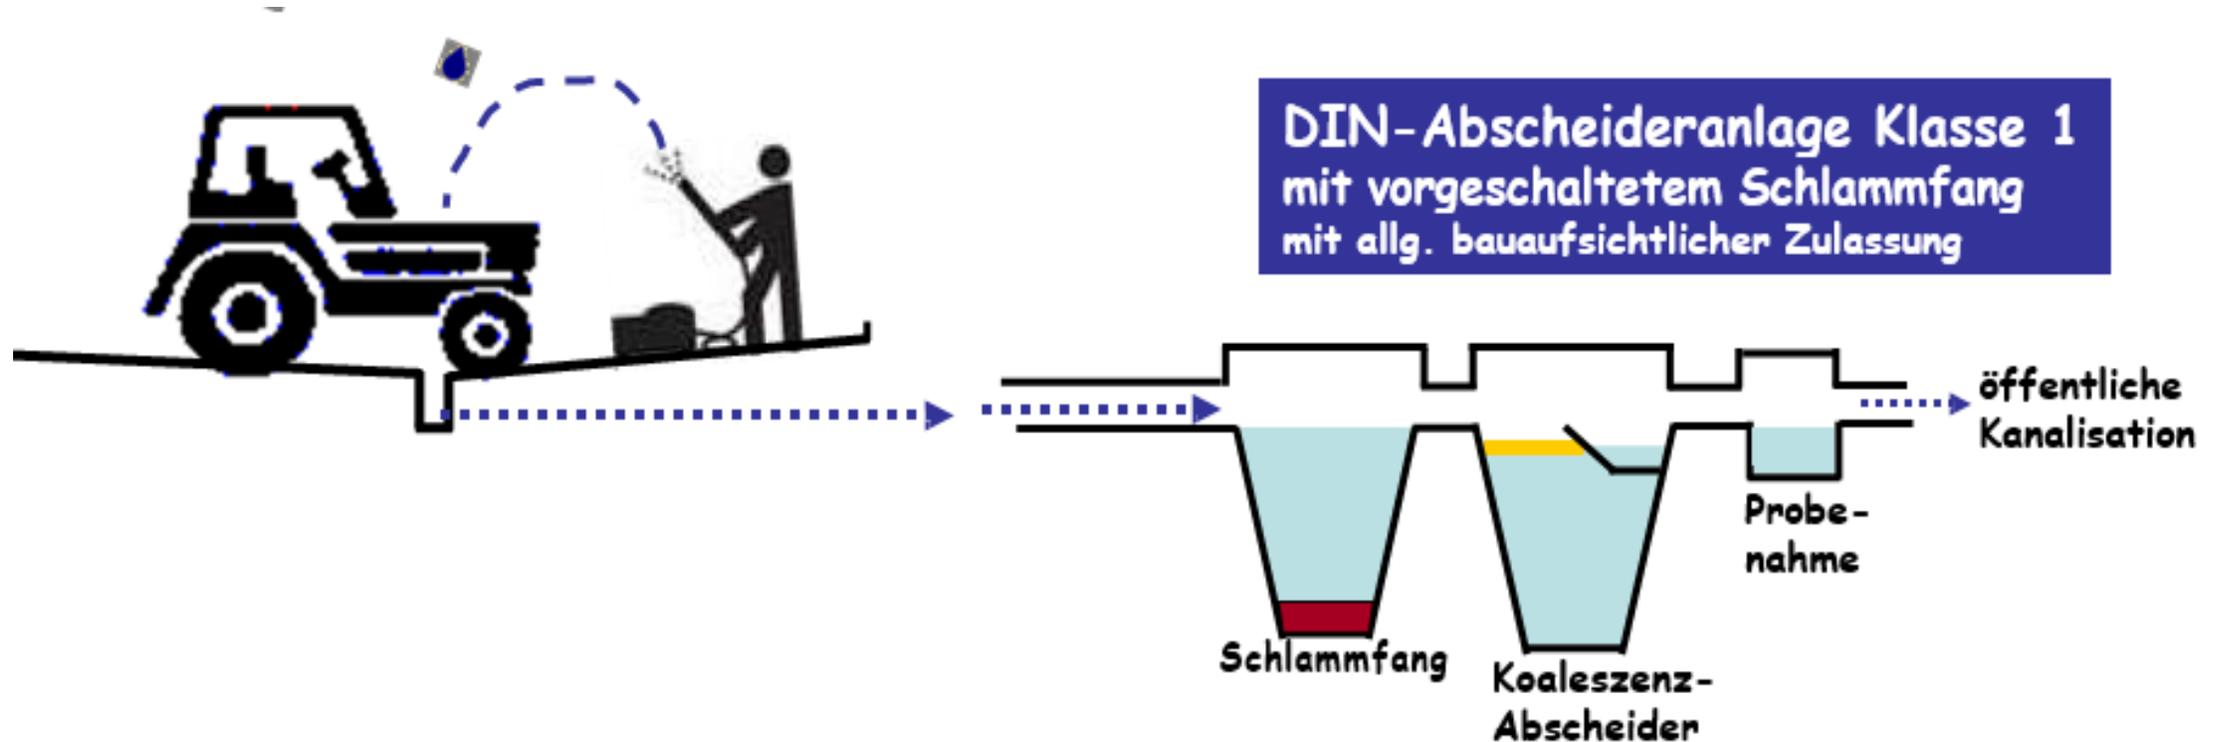 DIN-Abscheideranlage Klasse 1
mit vorgeschaltetem Schlammfang
mit allg. bauaufsichtlicher Zulassung
öffentliche
Kanalisation
Probe-
nahme
Schlammfang
Koaleszenz-
Abscheider